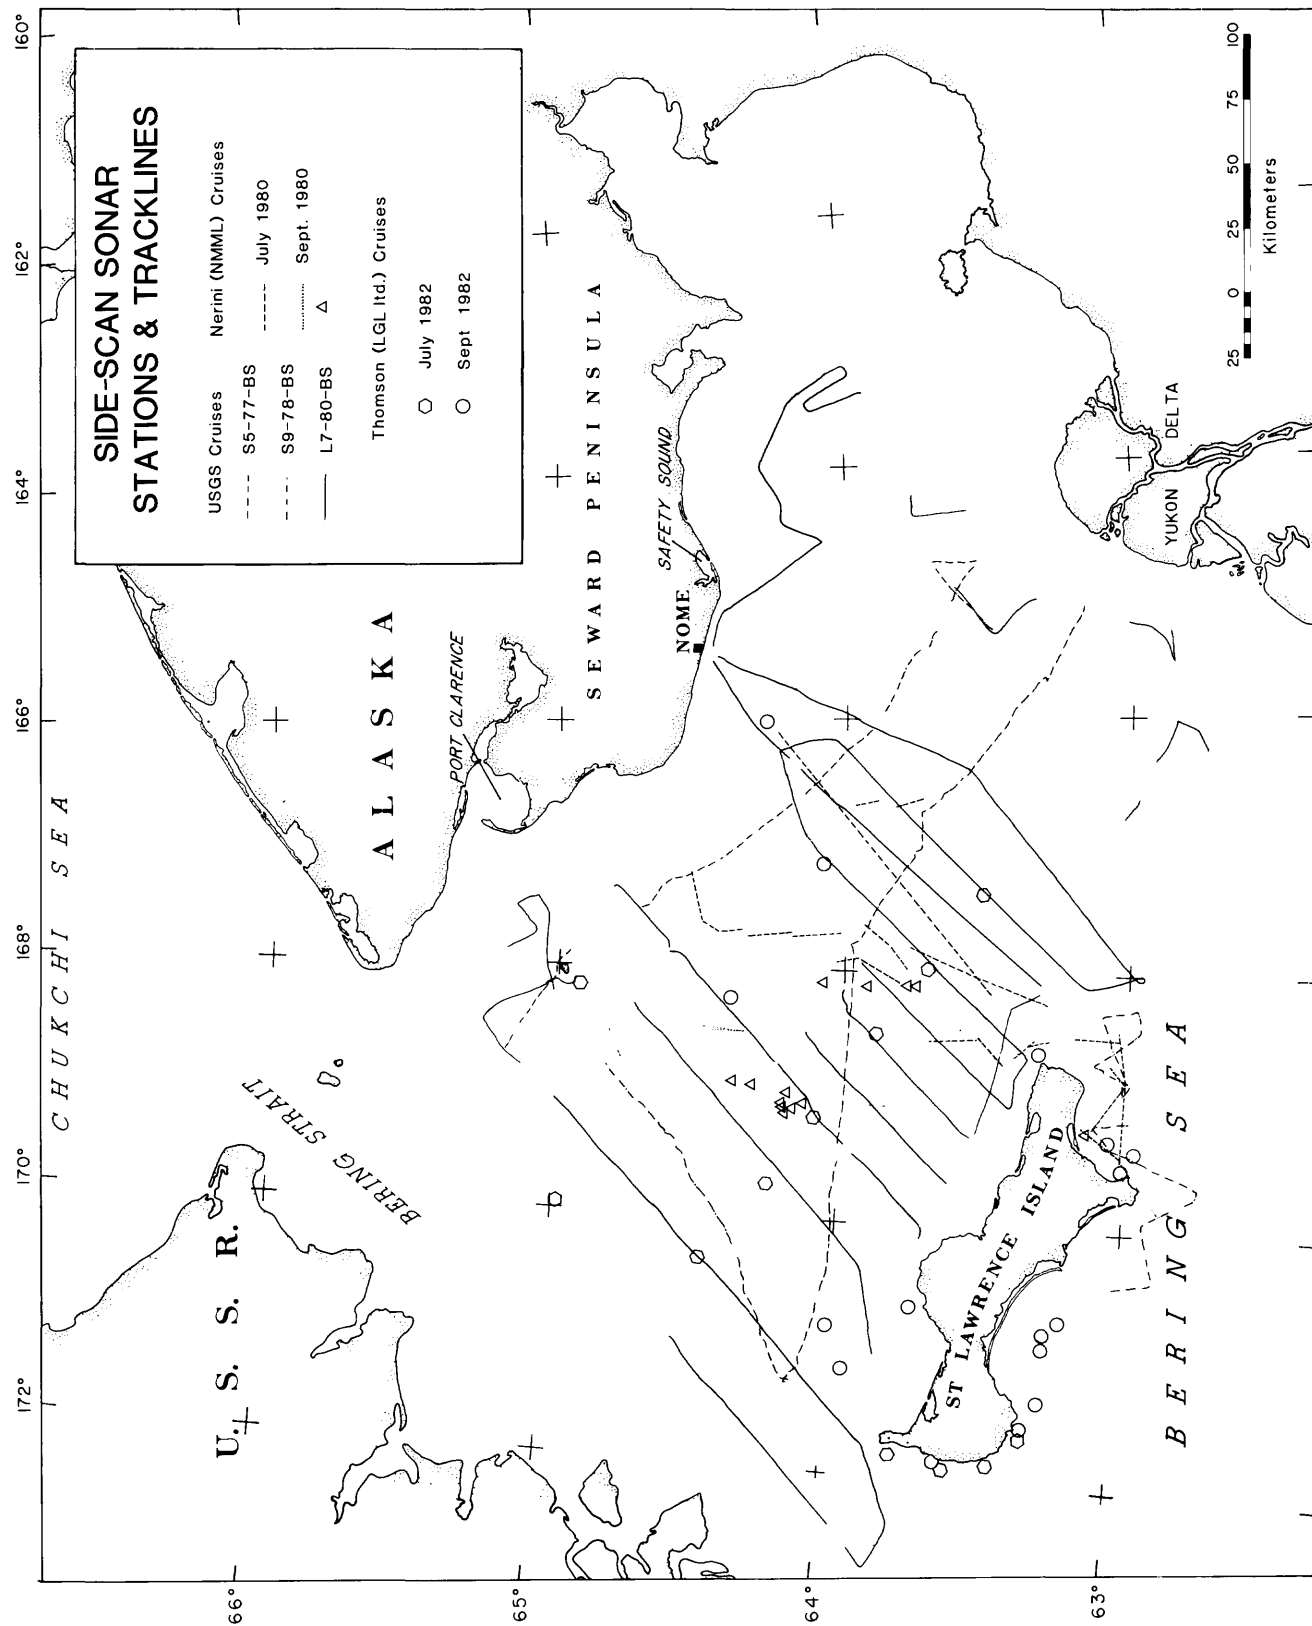 SIDE-SCAN SONAR
STATIONS & TRACKLINES
USGS Cruises
S5-77-BS
S9-78-BS
L7-80-BS
Nerini (NMML) Cruises
July 1980
Sept. 1980
Thomson (LGL ltd.) Cruises
July 1982
Sept 1982
172°
170°
168°
166°
164°
162°
160°
66°
65°
64°
63°
CHUKCHI SEA
U. S. S. R.
BERING STRAIT
ALASKA
PORT CLARENCE
SEWARD PENINSULA
NOME
SAFETY SOUND
ST LAWRENCE ISLAND
BERING SEA
YUKON
DELTA
25 0 25 50 75 100
Kilometers